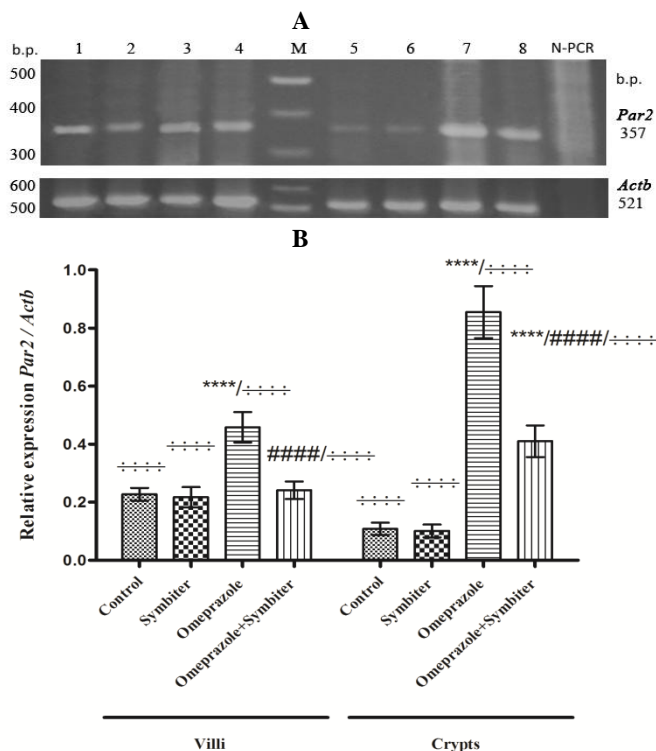 A
b.p. 1 2 3 4 M 5 6 7 8 N-PCR
500
400
300
b.p.
Par2
357
600
500
Actb
521
B
Relative expression Par2 / Actb
1.0
0.8
0.6
0.4
0.2
0.0
÷÷÷÷
÷÷÷÷
****/÷÷÷÷
####/÷÷÷÷
÷÷÷÷
÷÷÷÷
****/÷÷÷÷
****/####/÷÷÷÷
Control
Symbiter
Omeprazole
Omeprazole+Symbiter
Control
Symbiter
Omeprazole
Omeprazole+Symbiter
Villi
Crypts